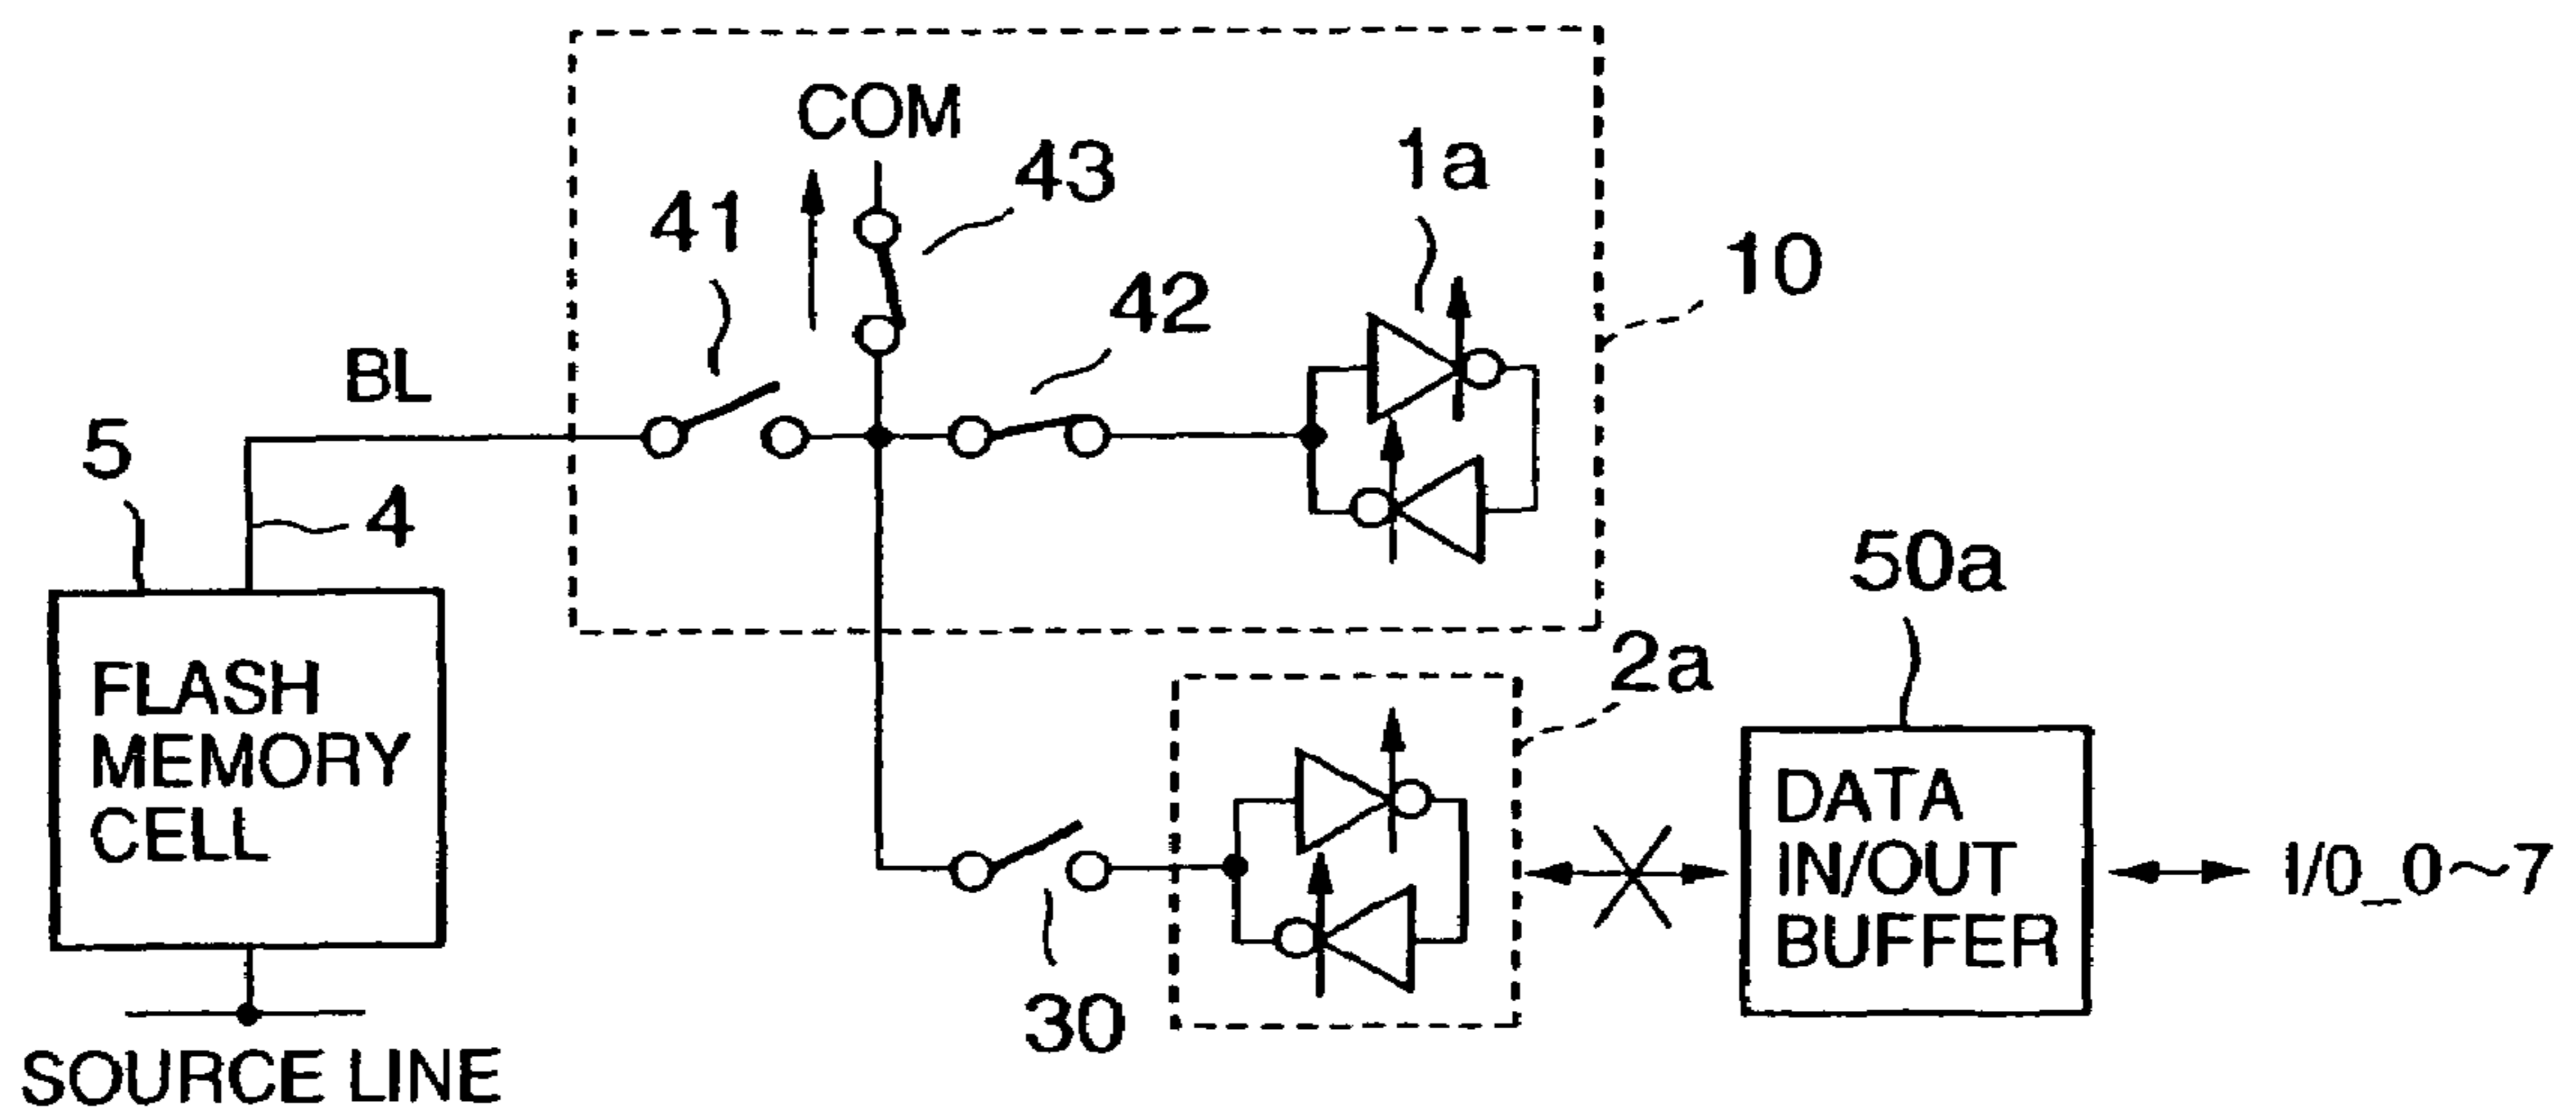 COM
43
1a
41
10
42
BL
5
4
50a
FLASH
MEMORY
CELL
2a
DATA
IN/OUT
BUFFER
I/0_0~7
30
SOURCE LINE